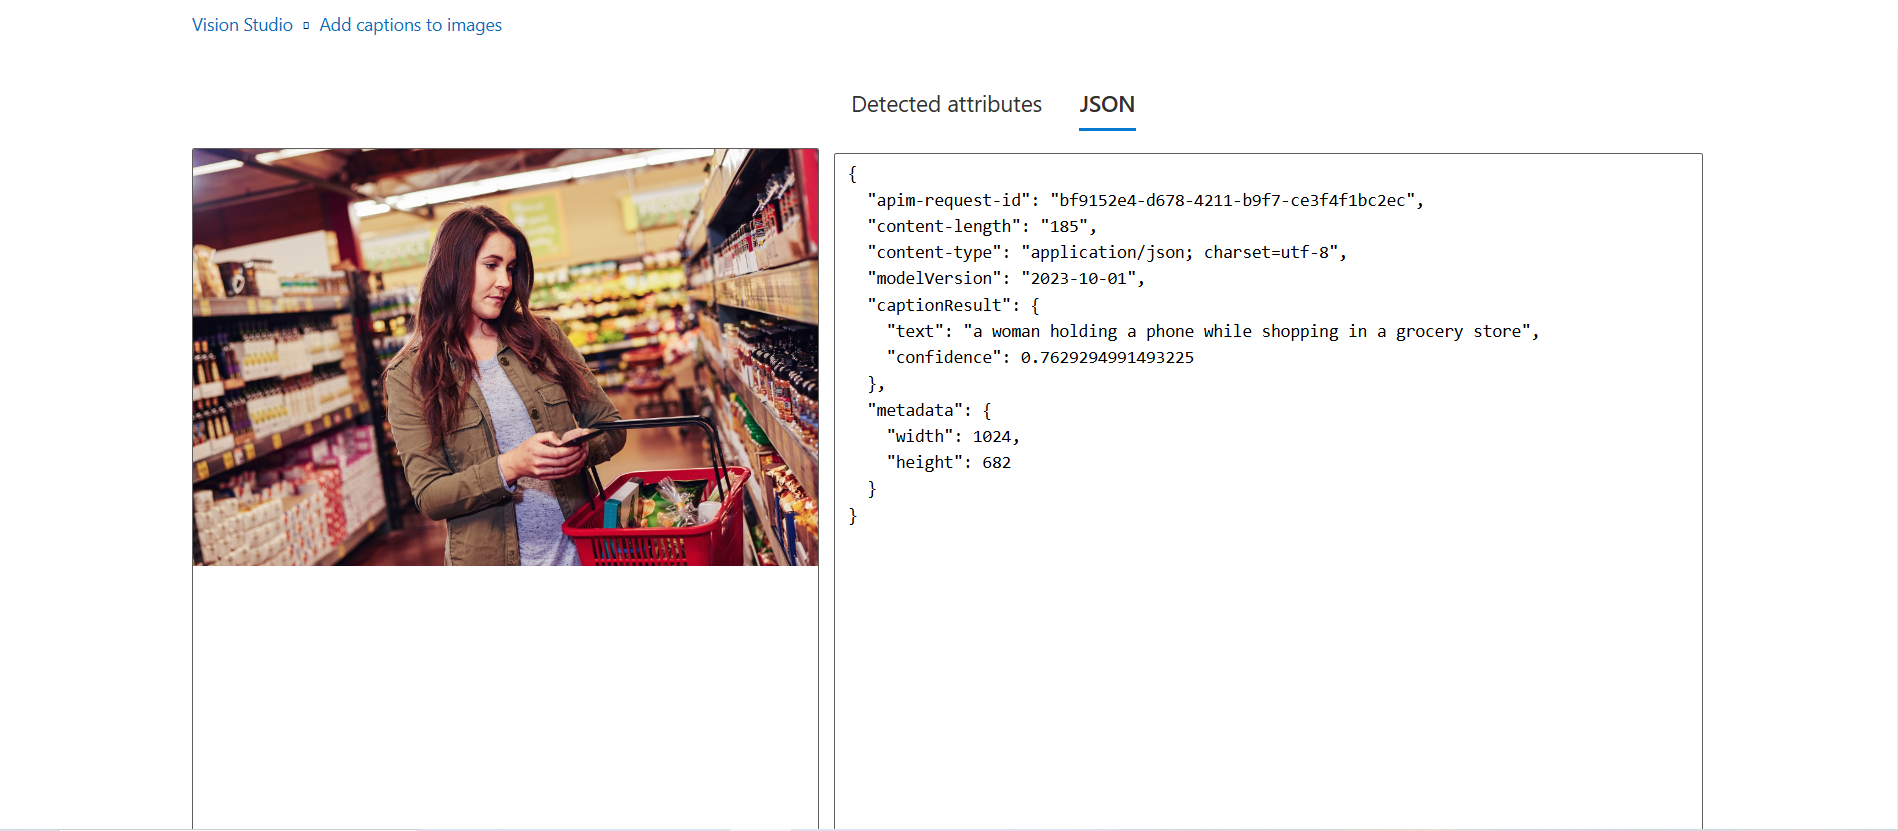 Vision Studio Add captions to images
Detected attributes JSON
{
"apim-request-id": "bf9152e4-d678-4211-b9f7-ce3f4f1bc2ec",
"content-length": "185",
"content-type": "application/json; charset=utf-8",
"modelVersion": "2023-10-01",
"captionResult": {
"text": "a woman holding a phone while shopping in a grocery store",
"confidence": 0.7629294991493225
},
"metadata": {
"width": 1024,
"height": 682
}
}